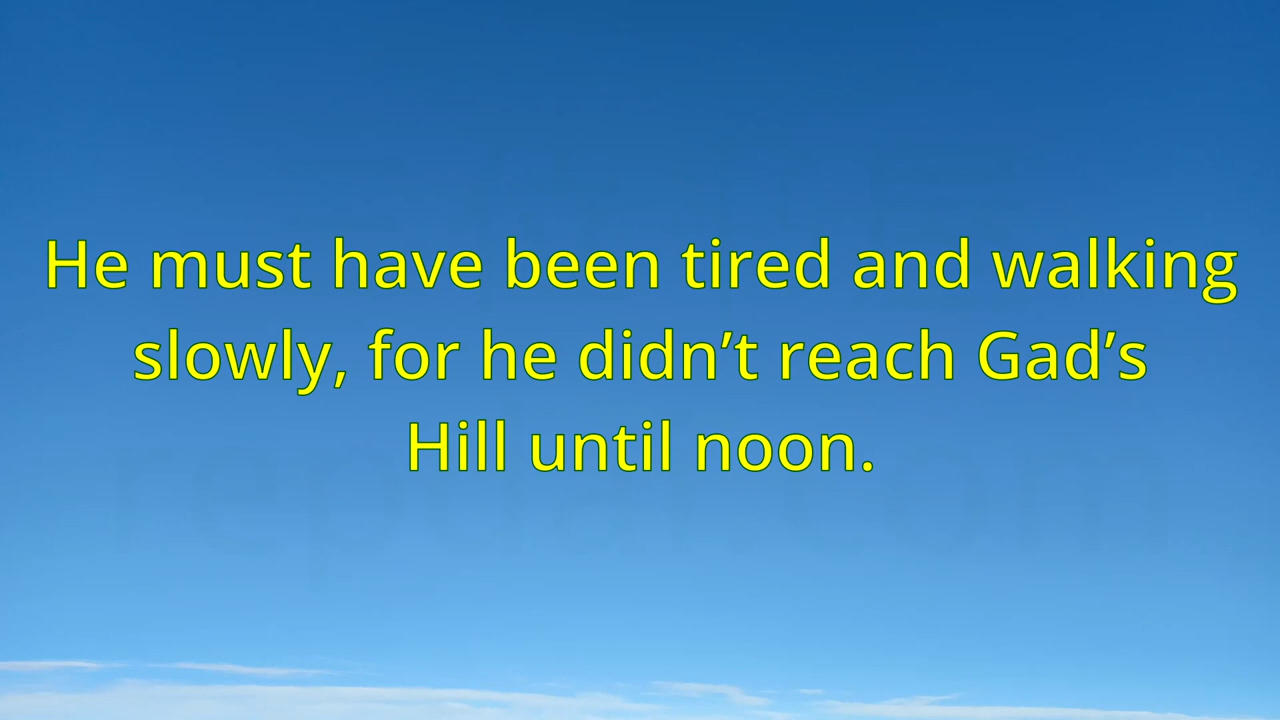 He must have been tired and walking
slowly, for he didn’t reach Gad’s
Hill until noon.